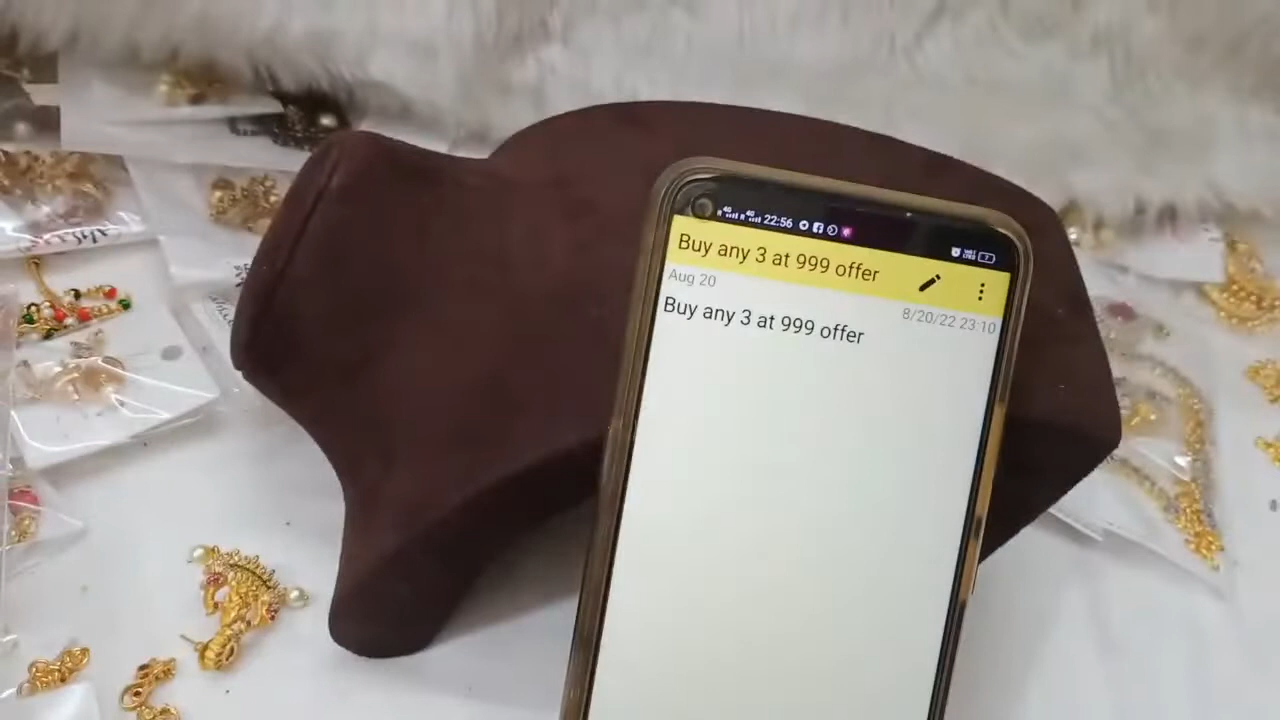 22:56
Buy any 3 at 999 offer
Aug 20
8/20/22 23:10
Buy any 3 at 999 offer